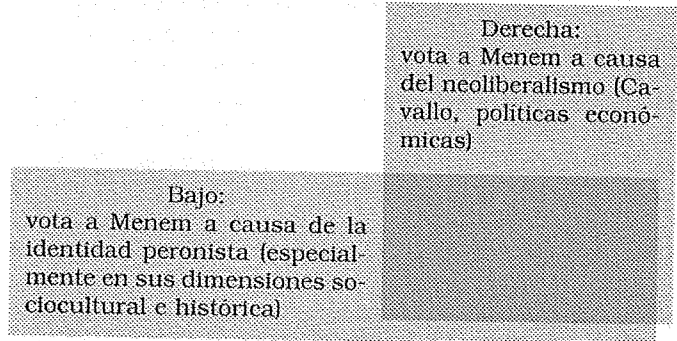 Derecha:
vota a Menem a causa
del neoliberalismo (Ca-
vallo, políticas econó-
micas)
Bajo:
vota a Menem a causa de la
identidad peronista (especial-
mente en sus dimensiones so-
ciocultural e histórica)